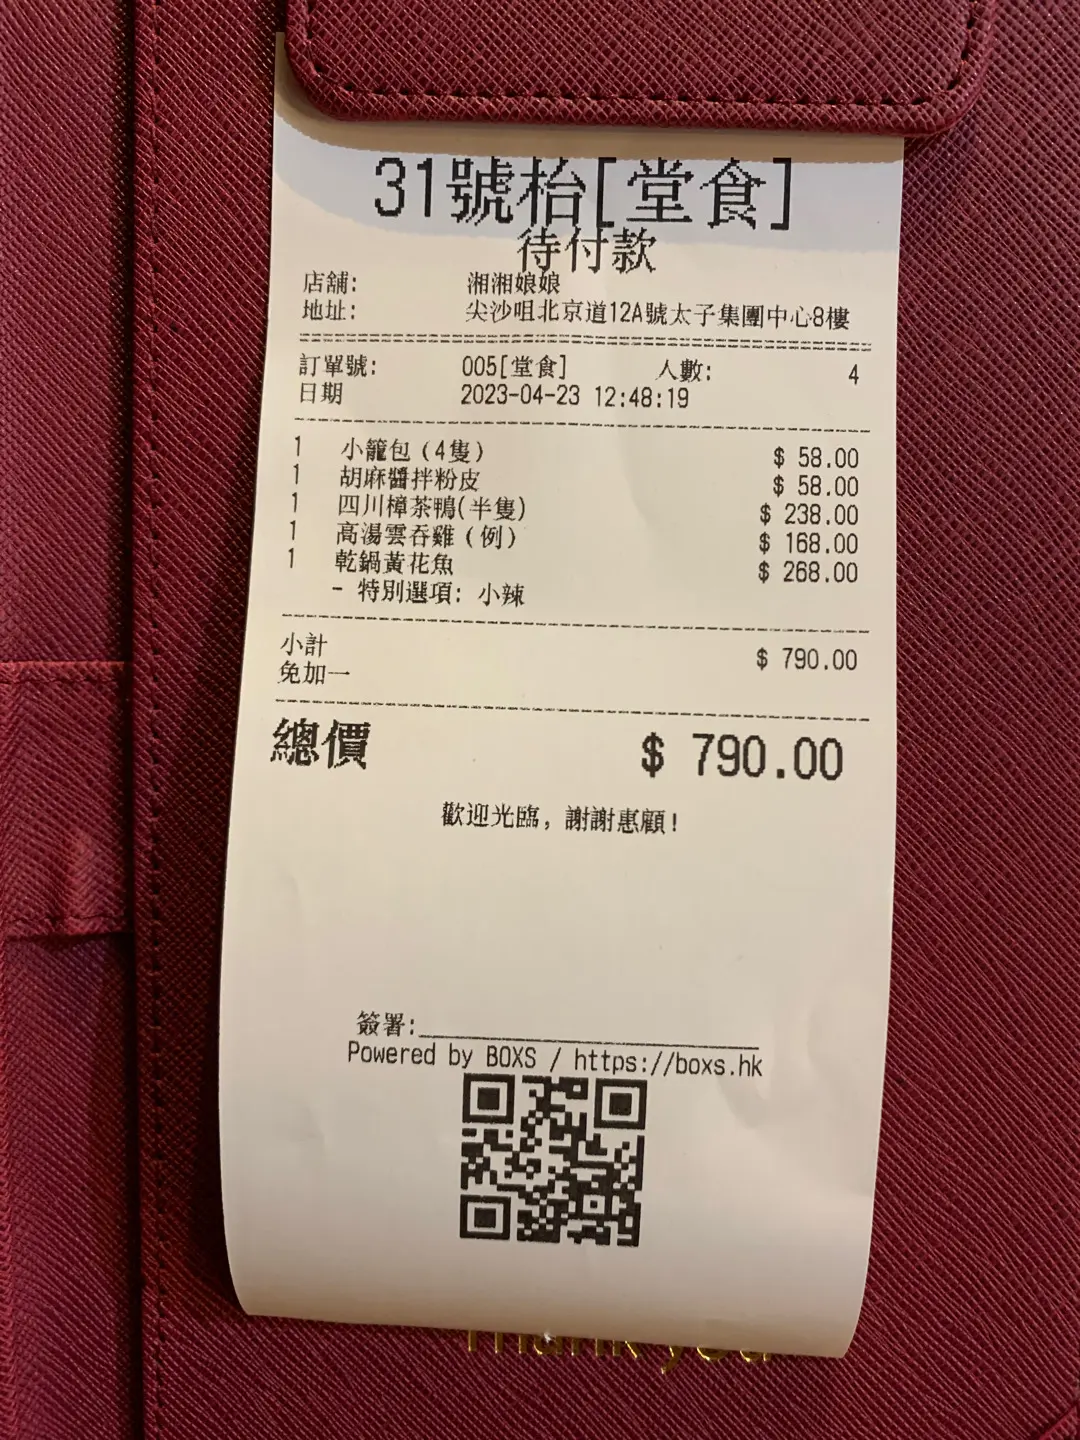 31號枱[堂食]
待付款
店舖: 湘湘娘娘
地址: 尖沙咀北京道12A號太子集團中心8樓
訂單號: 005[堂食] 人數: 4
日期 2023-04-23 12:48:19
1 小籠包(4隻) $ 58.00
1 胡麻醬拌粉皮 $ 58.00
1 四川樟茶鴨(半隻) $ 238.00
1 高湯雲吞雞(例) $ 168.00
1 乾鍋黃花魚 $ 268.00
- 特別選項: 小辣
小計 $ 790.00
免加一
總價 $ 790.00
歡迎光臨, 謝謝惠顧!
簽署:
Powered by BOXS / https://boxs.hk
Thank you